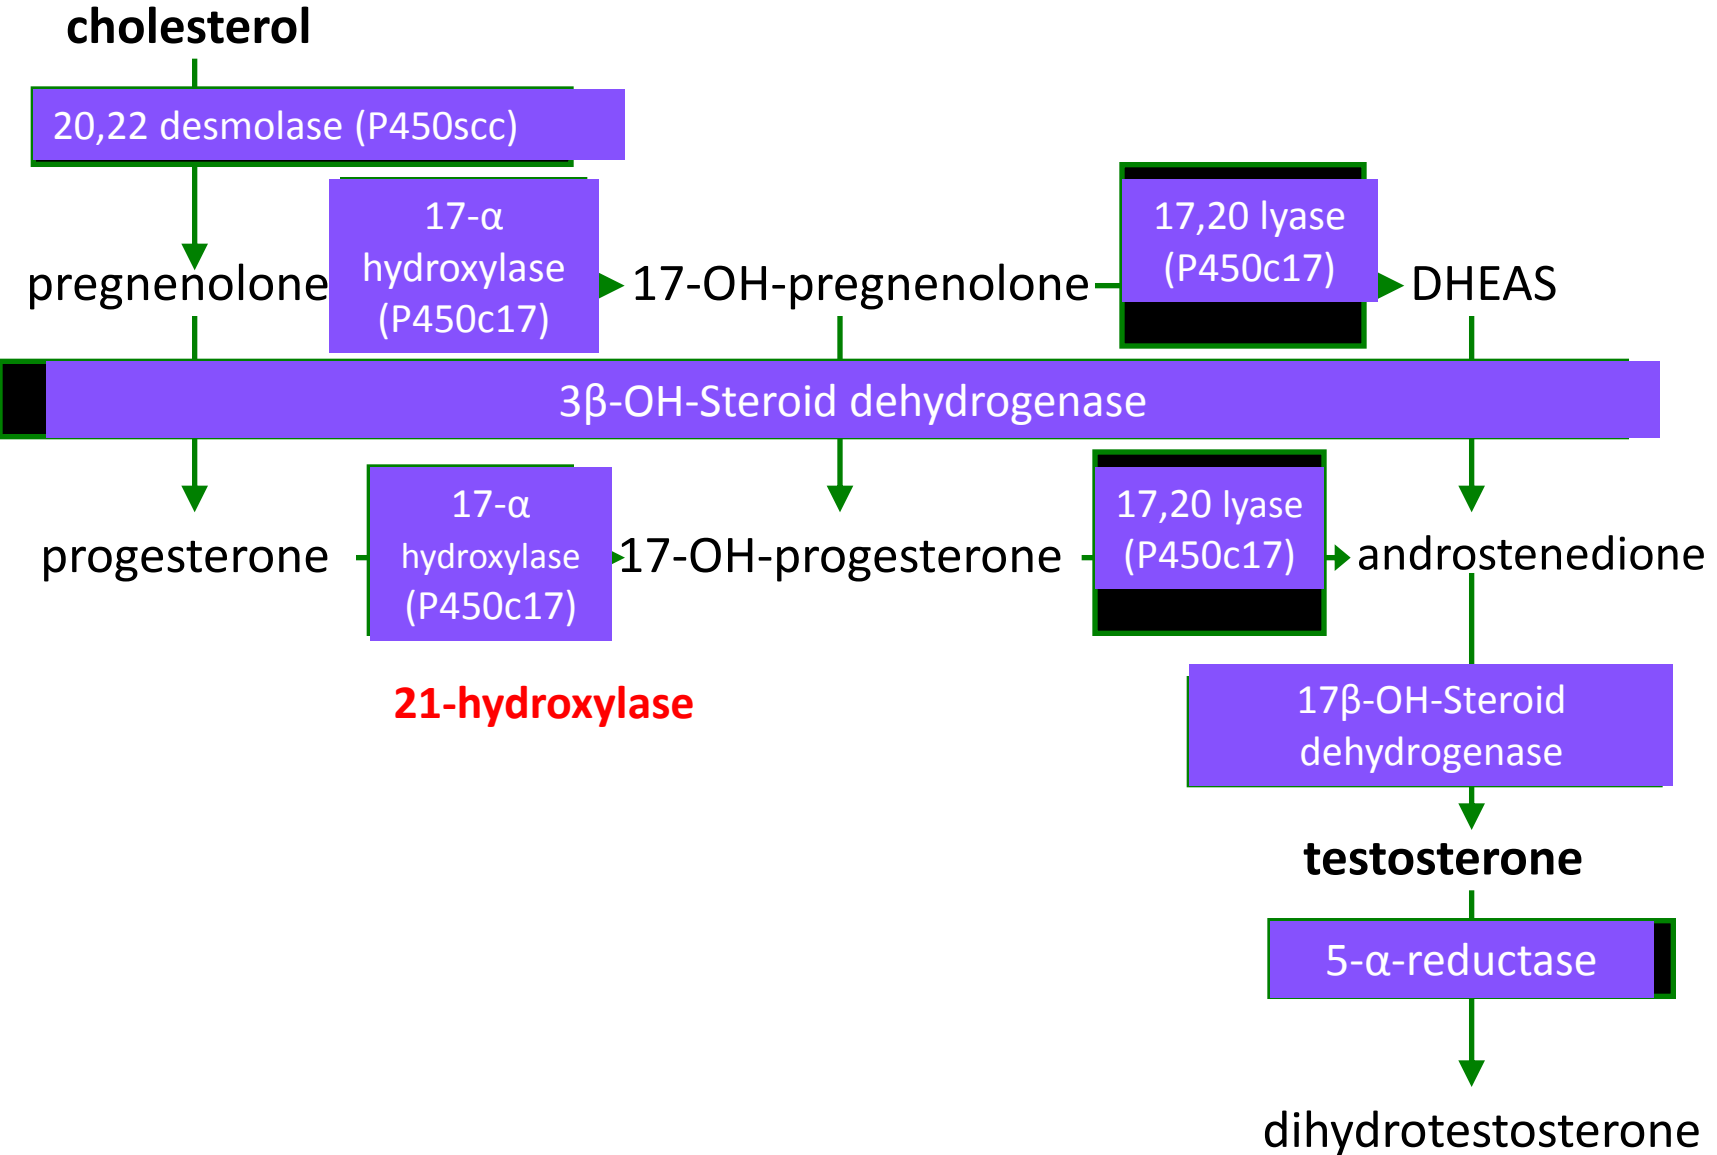 cholesterol
20,22 desmolase (P450scc)
17-α
hydroxylase
(P450c17)
17,20 lyase
(P450c17)
pregnenolone
17-OH-pregnenolone
DHEAS
3β-OH-Steroid dehydrogenase
17-α
hydroxylase
(P450c17)
17,20 lyase
(P450c17)
progesterone
17-OH-progesterone
androstenedione
21-hydroxylase
17β-OH-Steroid
dehydrogenase
testosterone
5-α-reductase
dihydrotestosterone